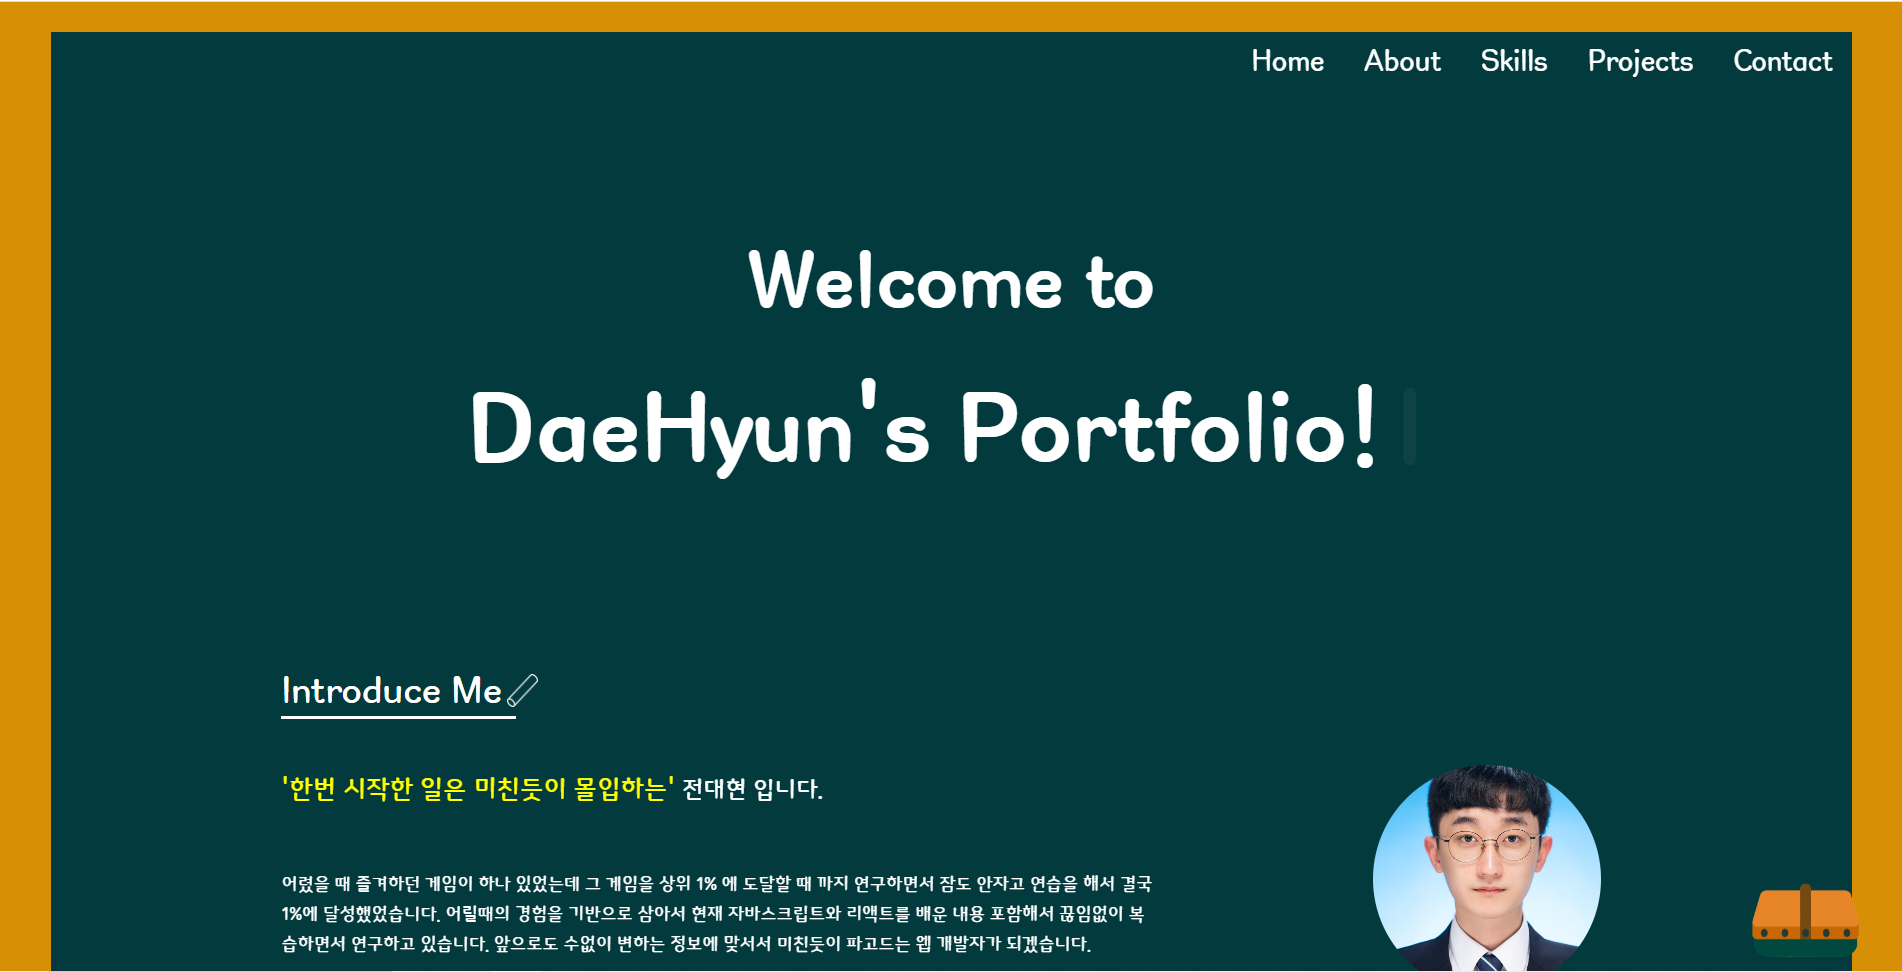 Home About Skills Projects Contact
Welcome to
DaeHyun's Portfolio!
Introduce Me
'한번 시작한 일은 미친듯이 몰입하는' 전대현 입니다.
어렸을 때 즐겨하던 게임이 하나 있었는데 그 게임을 상위 1% 에 도달할 때 까지 연구하면서 잠도 안자고 연습을 해서 결국
1%에 달성했었습니다. 어릴때의 경험을 기반으로 삼아서 현재 자바스크립트와 리액트를 배운 내용 포함해서 끊임없이 복
습하면서 연구하고 있습니다. 앞으로도 수없이 변하는 정보에 맞서서 미친듯이 파고드는 웹 개발자가 되겠습니다.